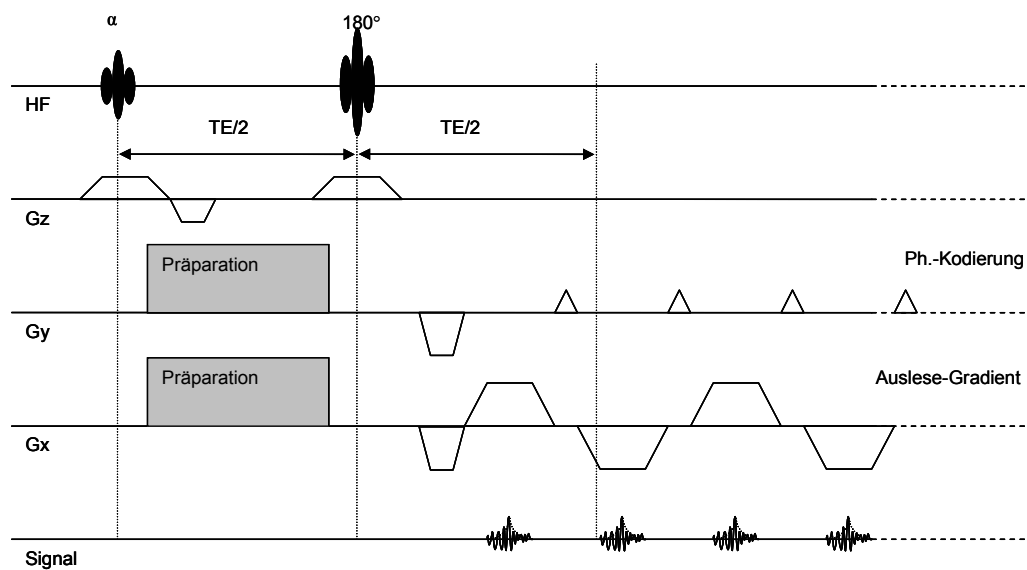 α
180°
HF
TE/2
TE/2
Gz
Präparation
Ph.-Kodierung
Gy
Präparation
Auslese-Gradient
Gx
Signal